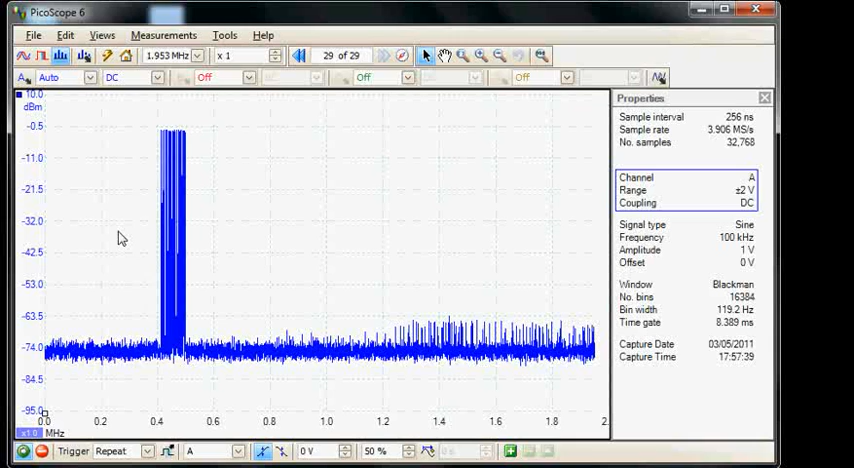 PicoScope 6
File Edit Views Measurements Tools Help
1.953 MHz x 1 29 of 29
A Auto DC Off Off Off
10.0
dBm
-0.5
-11.0
-21.5
-32.0
-42.5
-53.0
-63.5
-74.0
-84.5
-95.0
0.0 0.2 0.4 0.6 0.8 1.0 1.2 1.4 1.6 1.8 2.
x1.0 MHz
Properties
Sample interval 256 ns
Sample rate 3.906 MS/s
No. samples 32,768
Channel A
Range ±2 V
Coupling DC
Signal type Sine
Frequency 100 kHz
Amplitude 1 V
Offset 0 V
Window Blackman
No. bins 16384
Bin width 119.2 Hz
Time gate 8.389 ms
Capture Date 03/05/2011
Capture Time 17:57:39
Trigger Repeat A 0 V 50 % 0 s